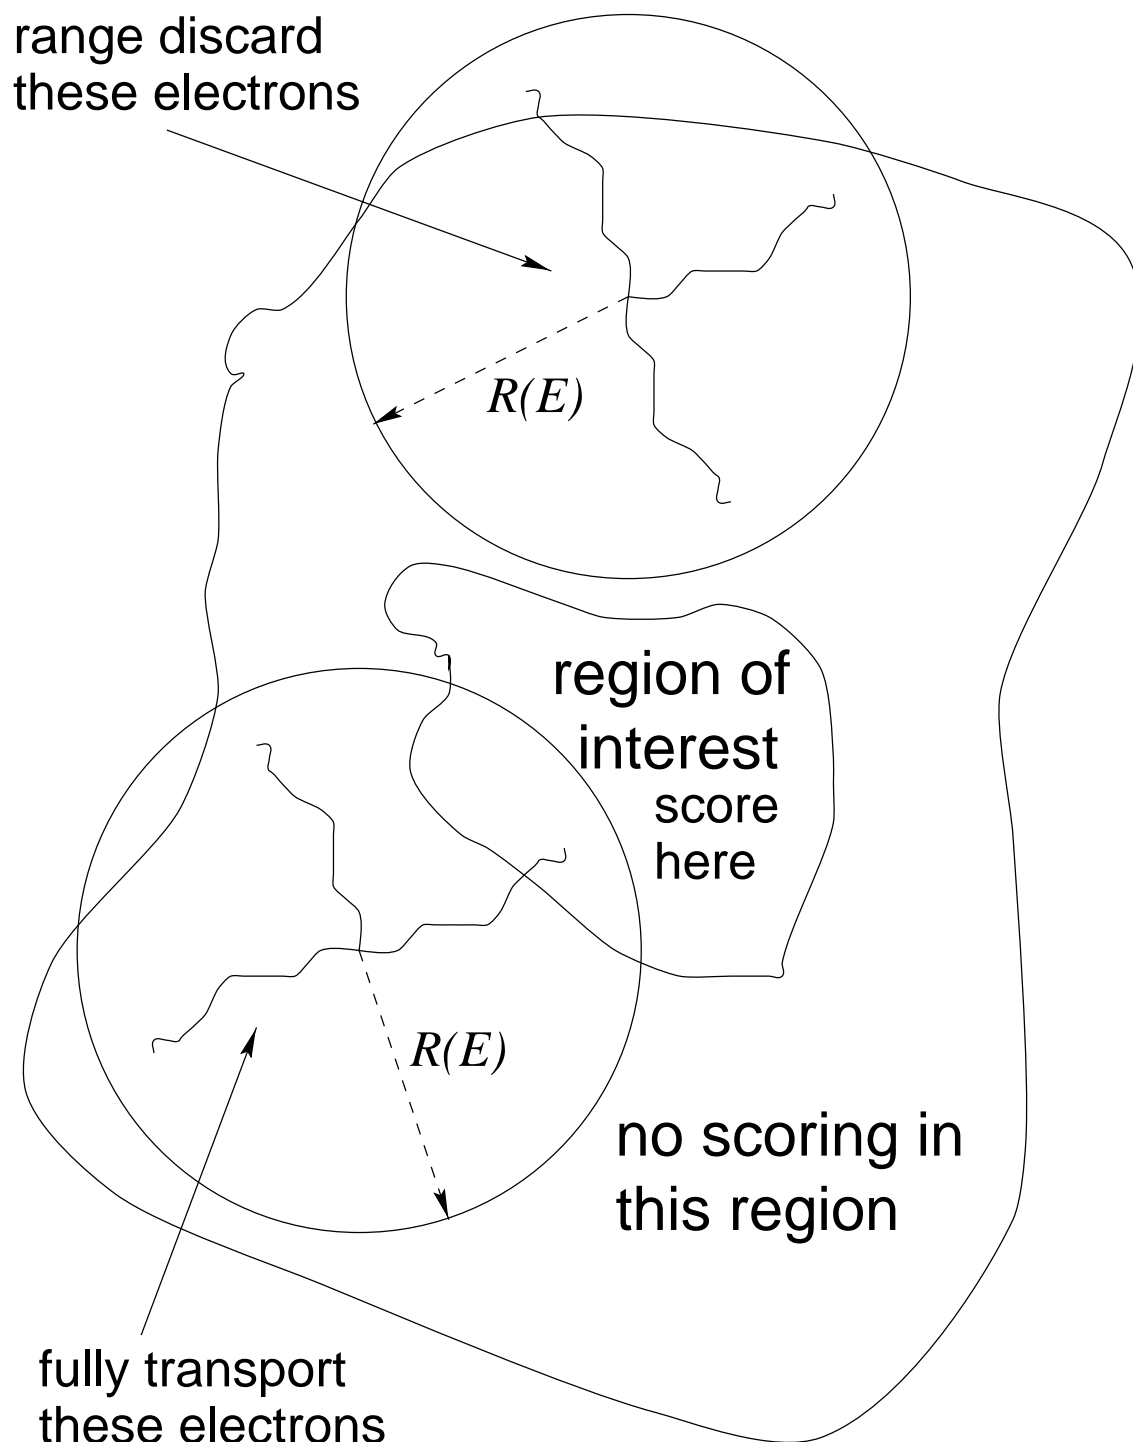 range discard
these electrons
R(E)
region of
interest
score
here
R(E)
no scoring in
this region
fully transport
these electrons